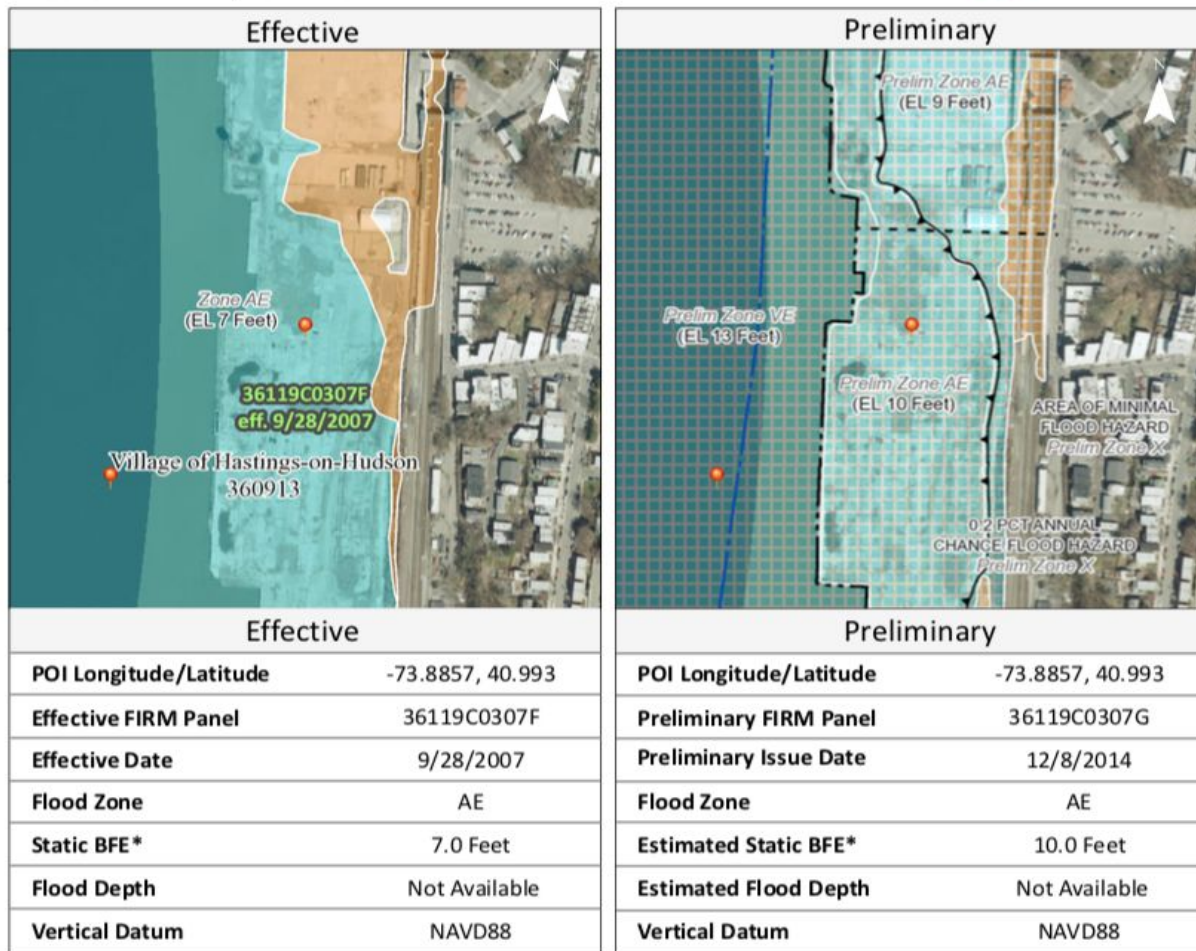 Effective
N
Zone AE
(EL 7 Feet)
36119C0307F
eff. 9/28/2007
Village of Hastings-on-Hudson
360913
Preliminary
N
Prelim Zone AE
(EL 9 Feet)
Prelim Zone VE
(EL 13 Feet)
Prelim Zone AE
(EL 10 Feet)
AREA OF MINIMAL
FLOOD HAZARD
Prelim Zone X
0.2 PCT ANNUAL
CHANCE FLOOD HAZARD
Prelim Zone X
Effective
POI Longitude/Latitude -73.8857, 40.993
Effective FIRM Panel 36119C0307F
Effective Date 9/28/2007
Flood Zone AE
Static BFE* 7.0 Feet
Flood Depth Not Available
Vertical Datum NAVD88
Preliminary
POI Longitude/Latitude -73.8857, 40.993
Preliminary FIRM Panel 36119C0307G
Preliminary Issue Date 12/8/2014
Flood Zone AE
Estimated Static BFE* 10.0 Feet
Estimated Flood Depth Not Available
Vertical Datum NAVD88